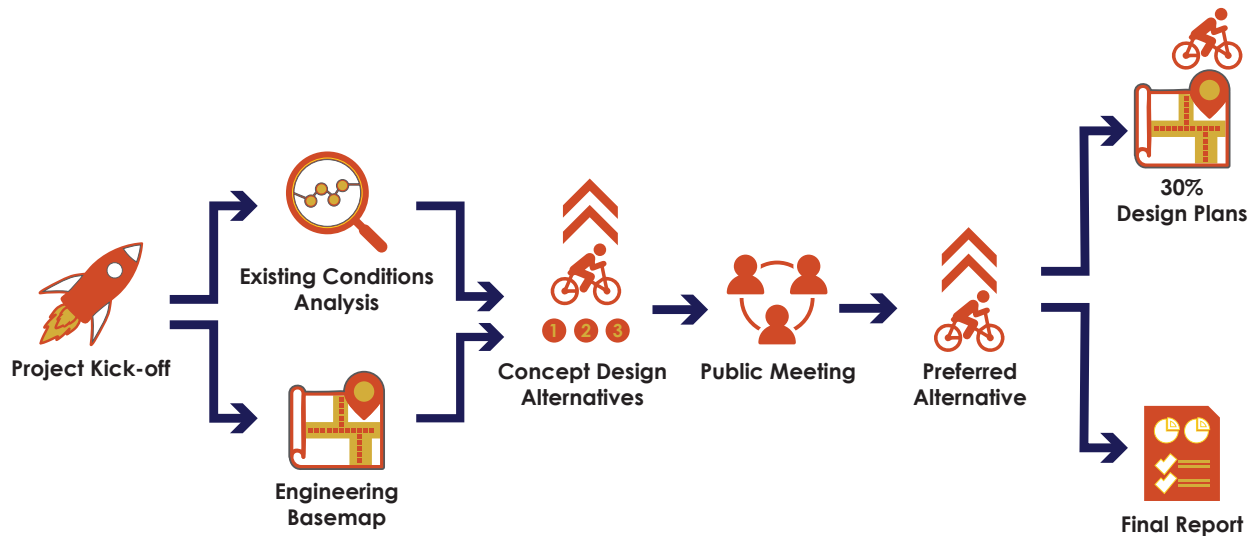 Project Kick-off
Existing Conditions
Analysis
Engineering
Basemap
1 2 3
Concept Design
Alternatives
Public Meeting
Preferred
Alternative
30%
Design Plans
Final Report